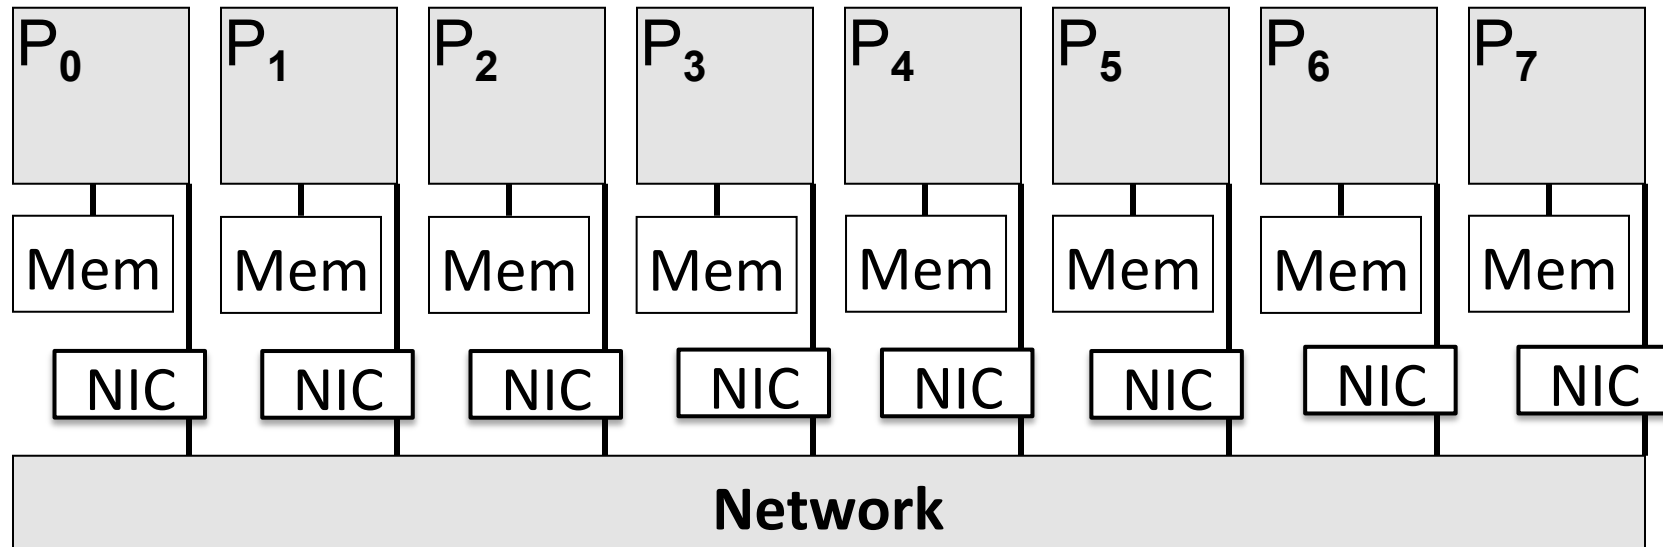 P0 P1 P2 P3 P4 P5 P6 P7
Mem Mem Mem Mem Mem Mem Mem Mem
NIC NIC NIC NIC NIC NIC NIC NIC
Network